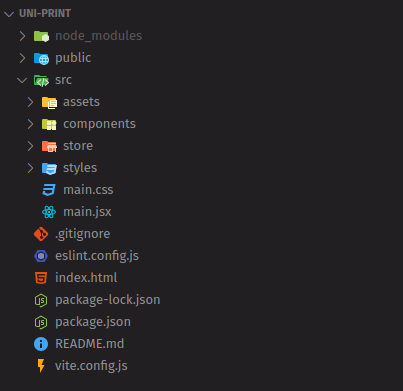 UNI-PRINT
node_modules
public
src
assets
components
store
styles
main.css
main.jsx
.gitignore
eslint.config.js
index.html
package-lock.json
package.json
README.md
vite.config.js